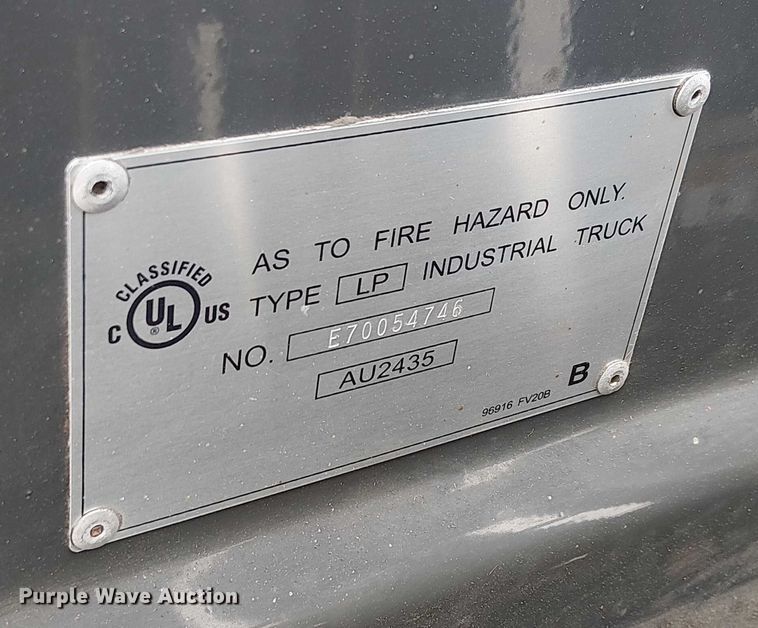 CLASSIFIED
C UL US
®
AS TO FIRE HAZARD ONLY.
TYPE LP INDUSTRIAL TRUCK
NO. E70054746
AU2435
96916 FV20B
B
Purple Wave Auction